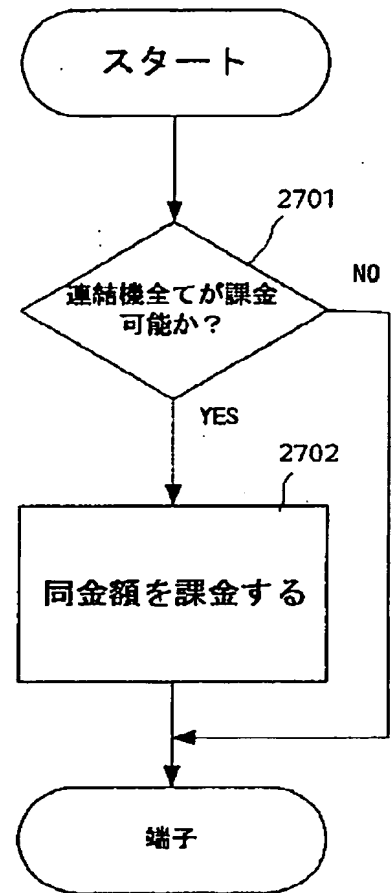 スタート
2701
連結機全てが課金
可能か？
NO
YES
2702
同金額を課金する
端子